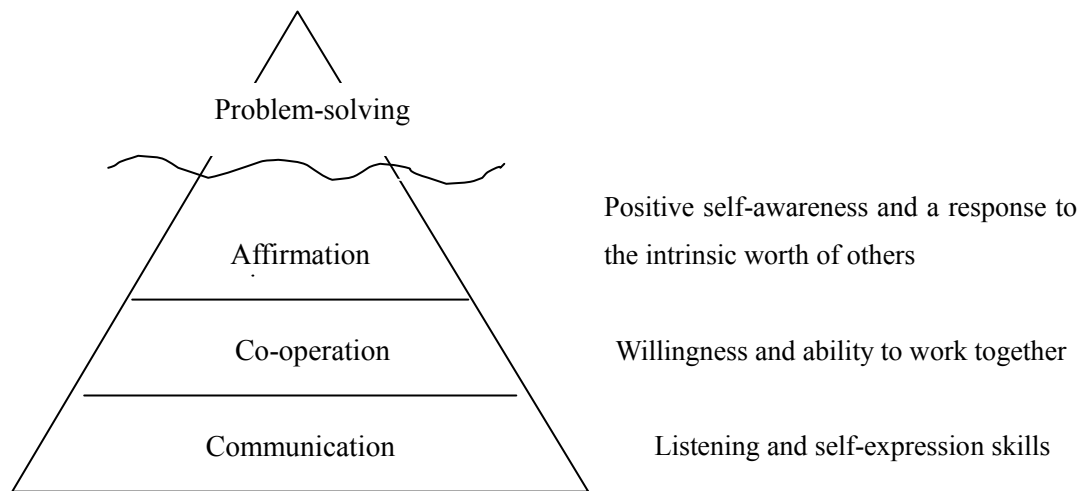 Problem-solving
Positive self-awareness and a response to
the intrinsic worth of others
Affirmation
Co-operation
Willingness and ability to work together
Communication
Listening and self-expression skills